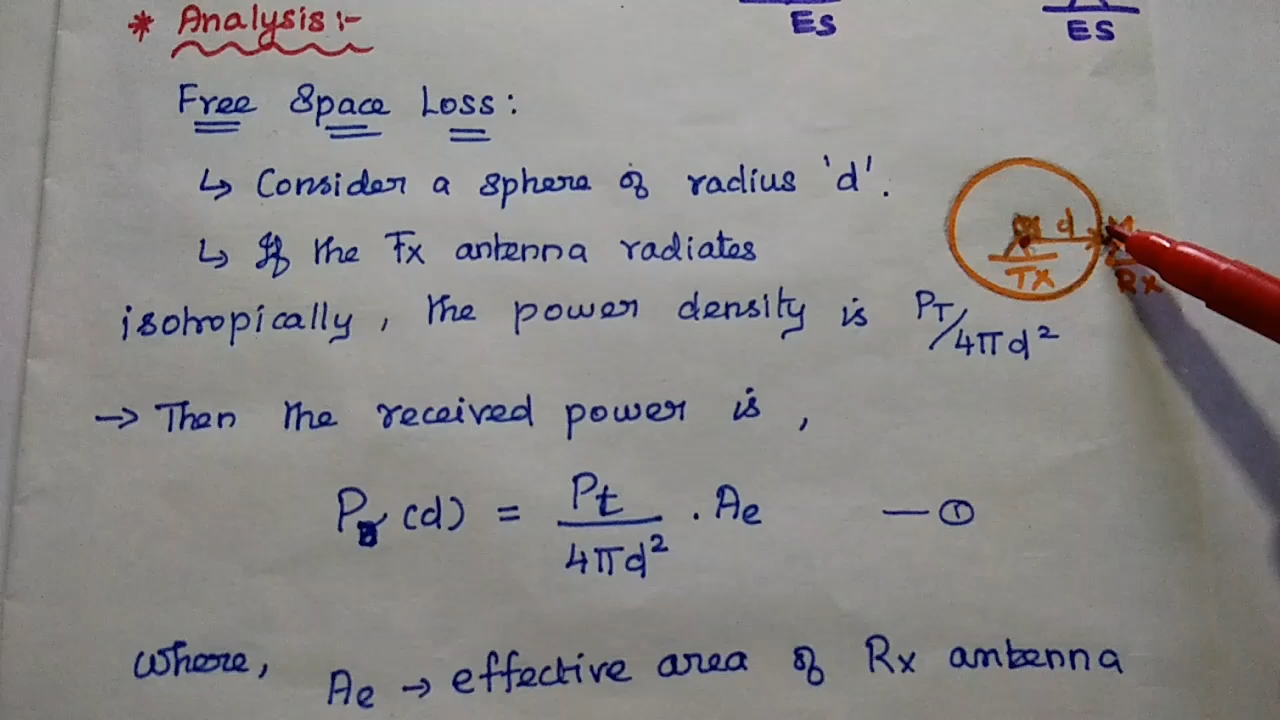 ES ES
* Analysis :-
Free Space Loss :
↳ Consider a sphere of radius 'd'.
d
↳ If the Tx antenna radiates
Tx Rx
isotropically, the power density is PT/4πd²
→ Then the received power is,
Pr(d) = Pt/4πd² . Ae — ①
where, Ae → effective area of Rx antenna